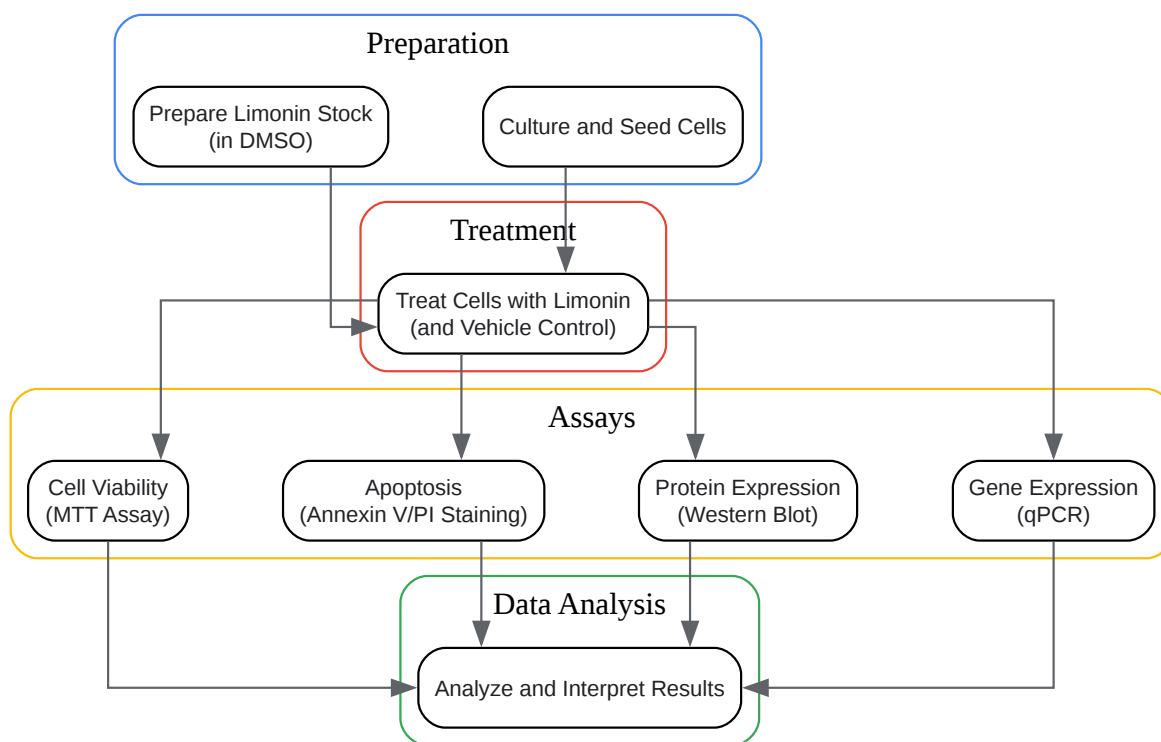 Preparation
Prepare Limonin Stock
(in DMSO)
Culture and Seed Cells
Treatment
Treat Cells with Limonin
(and Vehicle Control)
Assays
Cell Viability
(MTT Assay)
Apoptosis
(Annexin V/PI Staining)
Protein Expression
(Western Blot)
Gene Expression
(qPCR)
Data Analysis
Analyze and Interpret Results